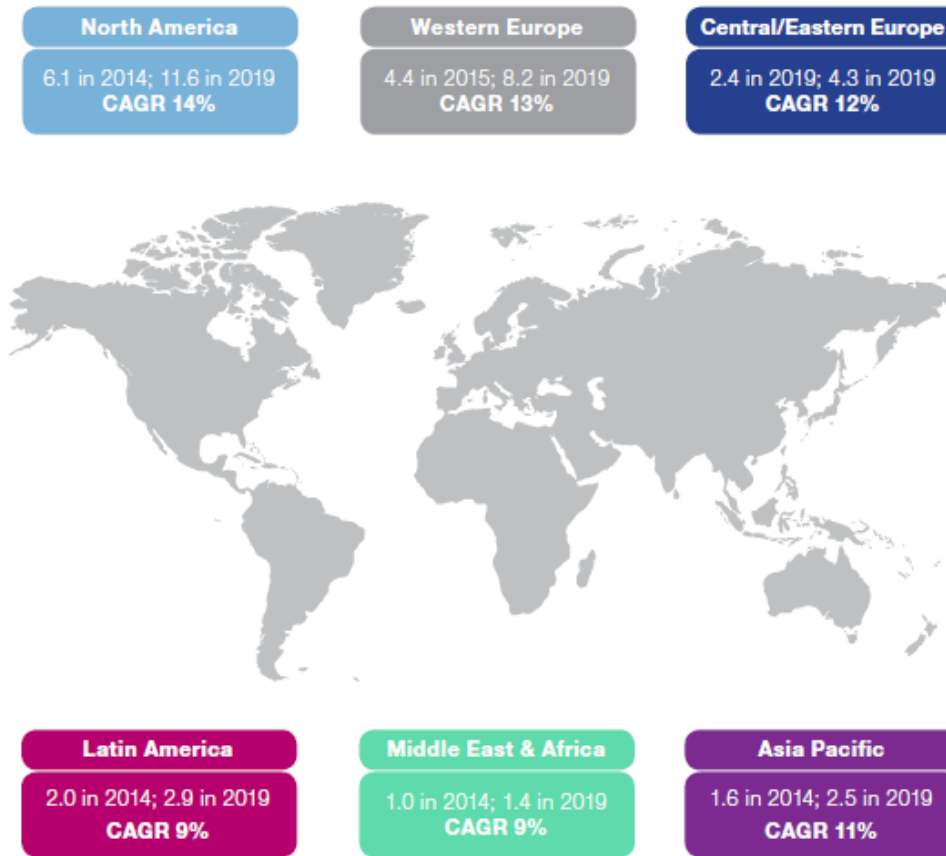 North America
6.1 in 2014; 11.6 in 2019
CAGR 14%
Western Europe
4.4 in 2015; 8.2 in 2019
CAGR 13%
Central/Eastern Europe
2.4 in 2019; 4.3 in 2019
CAGR 12%
Latin America
2.0 in 2014; 2.9 in 2019
CAGR 9%
Middle East & Africa
1.0 in 2014; 1.4 in 2019
CAGR 9%
Asia Pacific
1.6 in 2014; 2.5 in 2019
CAGR 11%